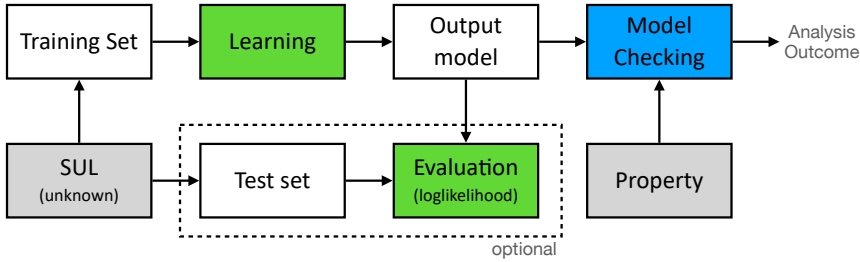 Training Set
Learning
Output
model
Model
Checking
Analysis
Outcome
SUL
(unknown)
Test set
Evaluation
(loglikelihood)
Property
optional